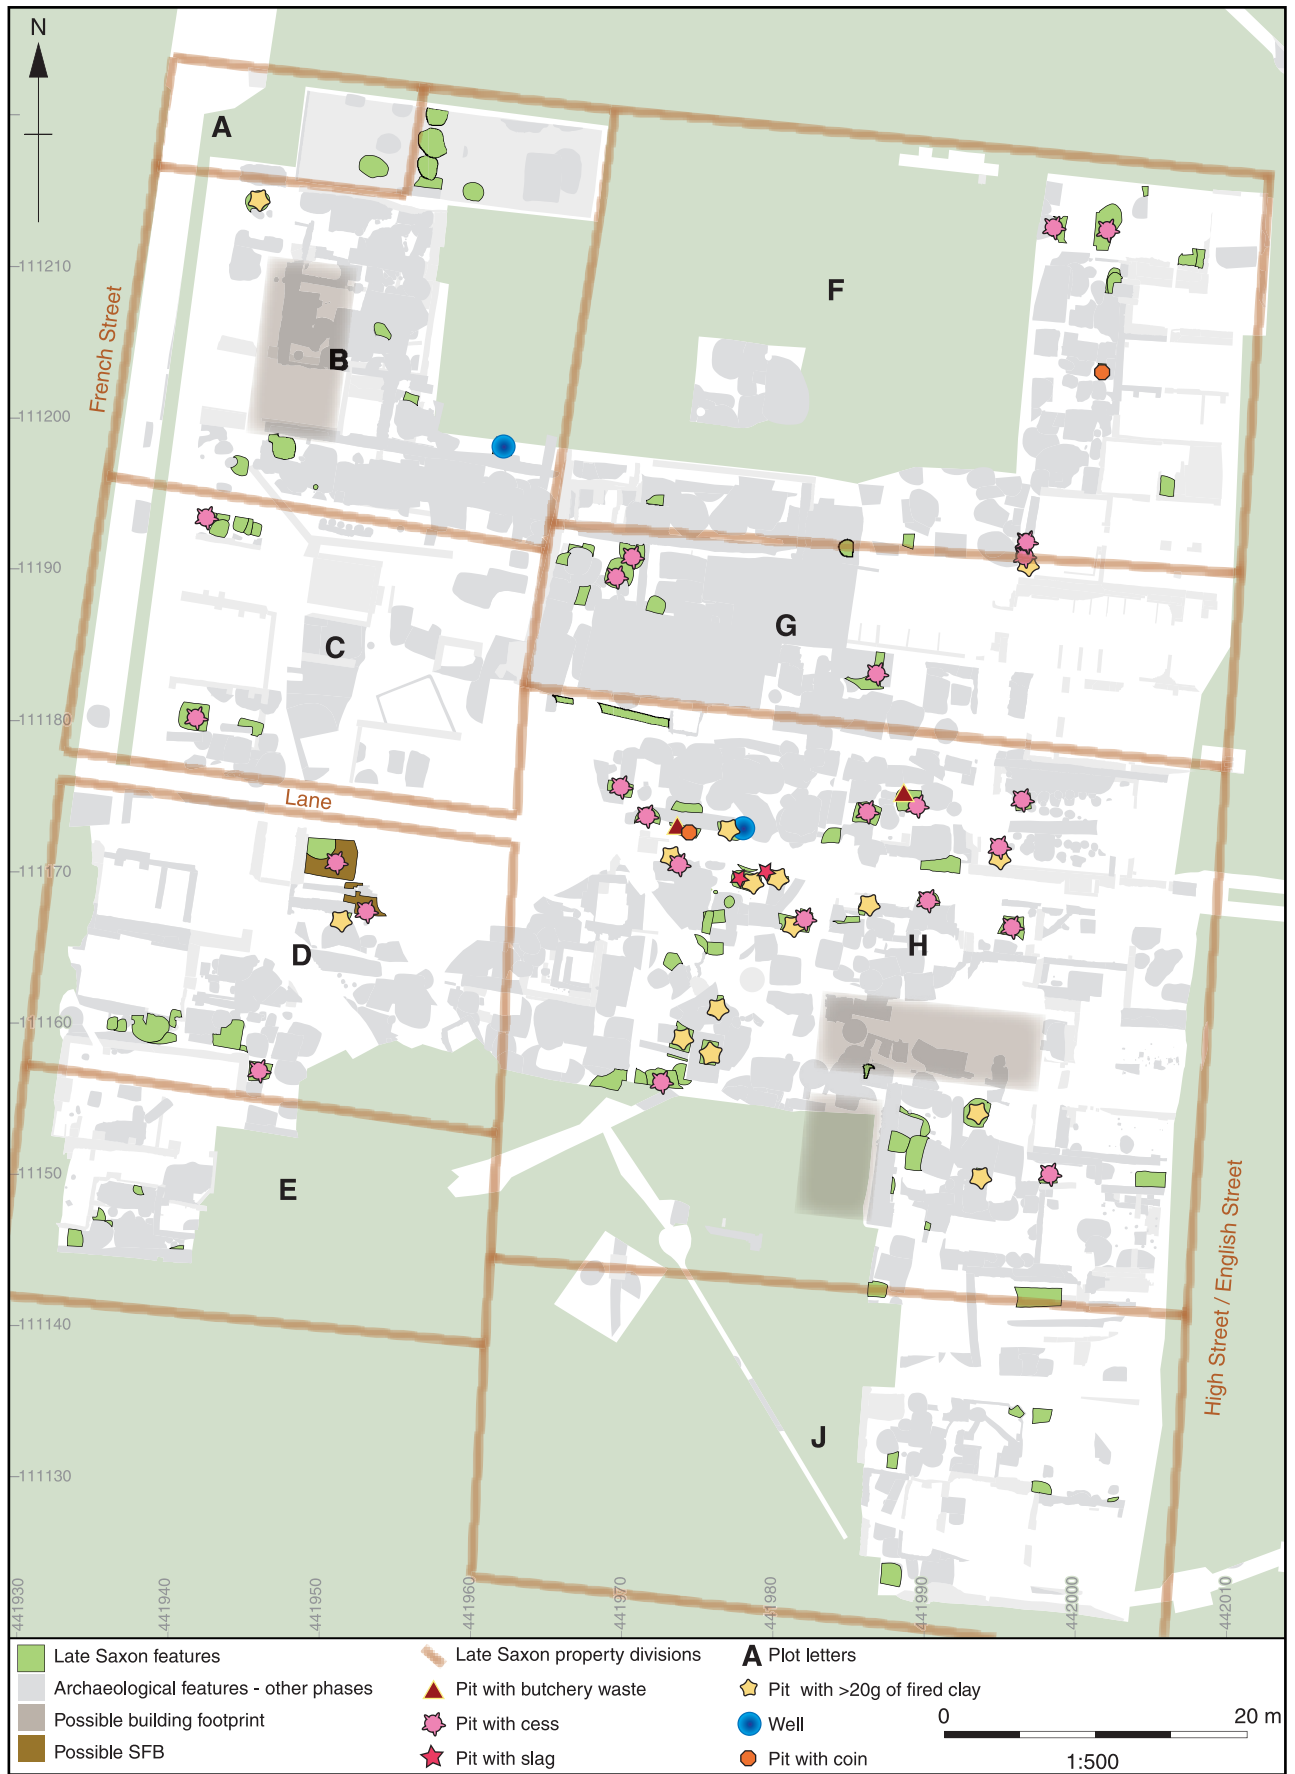 N
A
B
C
D
E
F
G
H
J
French Street
Lane
High Street / English Street
111210
111200
111190
111180
111170
111160
111150
111140
111130
441930
441940
441950
441960
441970
441980
441990
442000
442010
Late Saxon features
Archaeological features - other phases
Possible building footprint
Possible SFB
Late Saxon property divisions
Pit with butchery waste
Pit with cess
Pit with slag
A Plot letters
Pit with >20g of fired clay
Well
Pit with coin
0 20 m
1:500